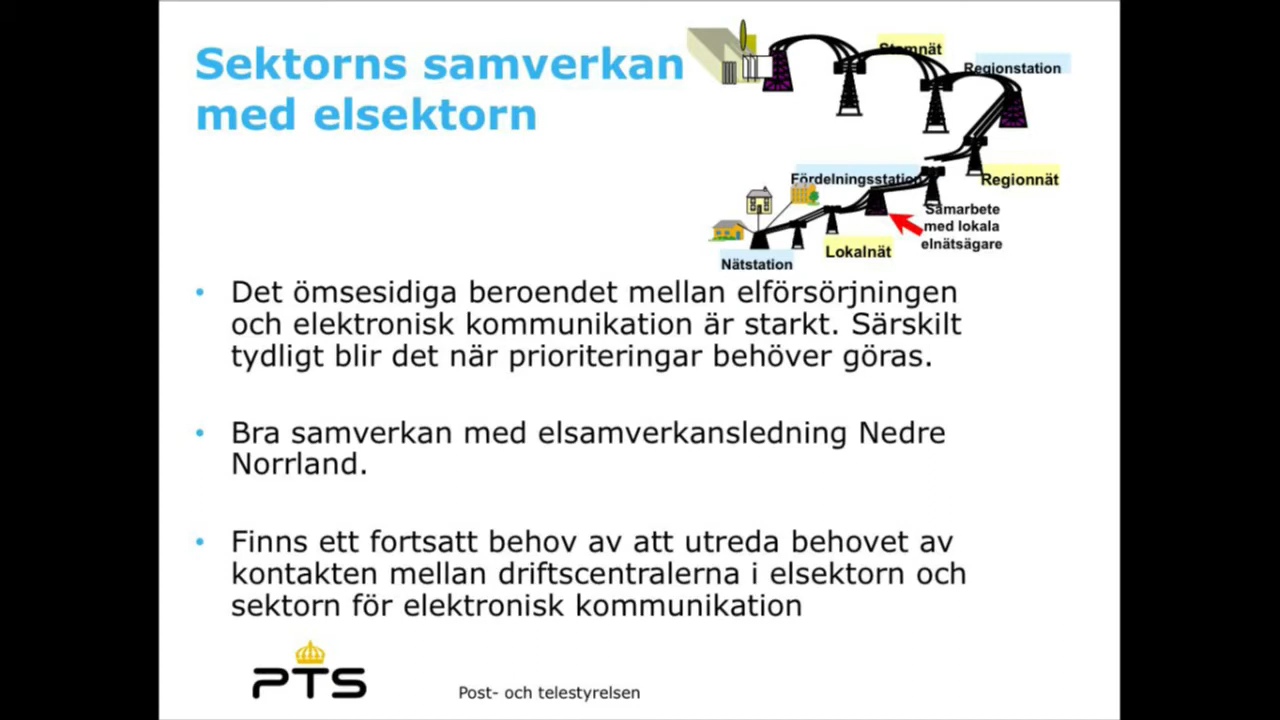 Sektorns samverkan
med elsektorn
Stamnät
Regionstation
Fördelningsstation
Regionnät
Samarbete
med lokala
elnätsägare
Lokalnät
Nätstation
• Det ömsesidiga beroendet mellan elförsörjningen
och elektronisk kommunikation är starkt. Särskilt
tydligt blir det när prioriteringar behöver göras.
• Bra samverkan med elsamverkansledning Nedre
Norrland.
• Finns ett fortsatt behov av att utreda behovet av
kontakten mellan driftscentralerna i elsektorn och
sektorn för elektronisk kommunikation
PTS
Post- och telestyrelsen